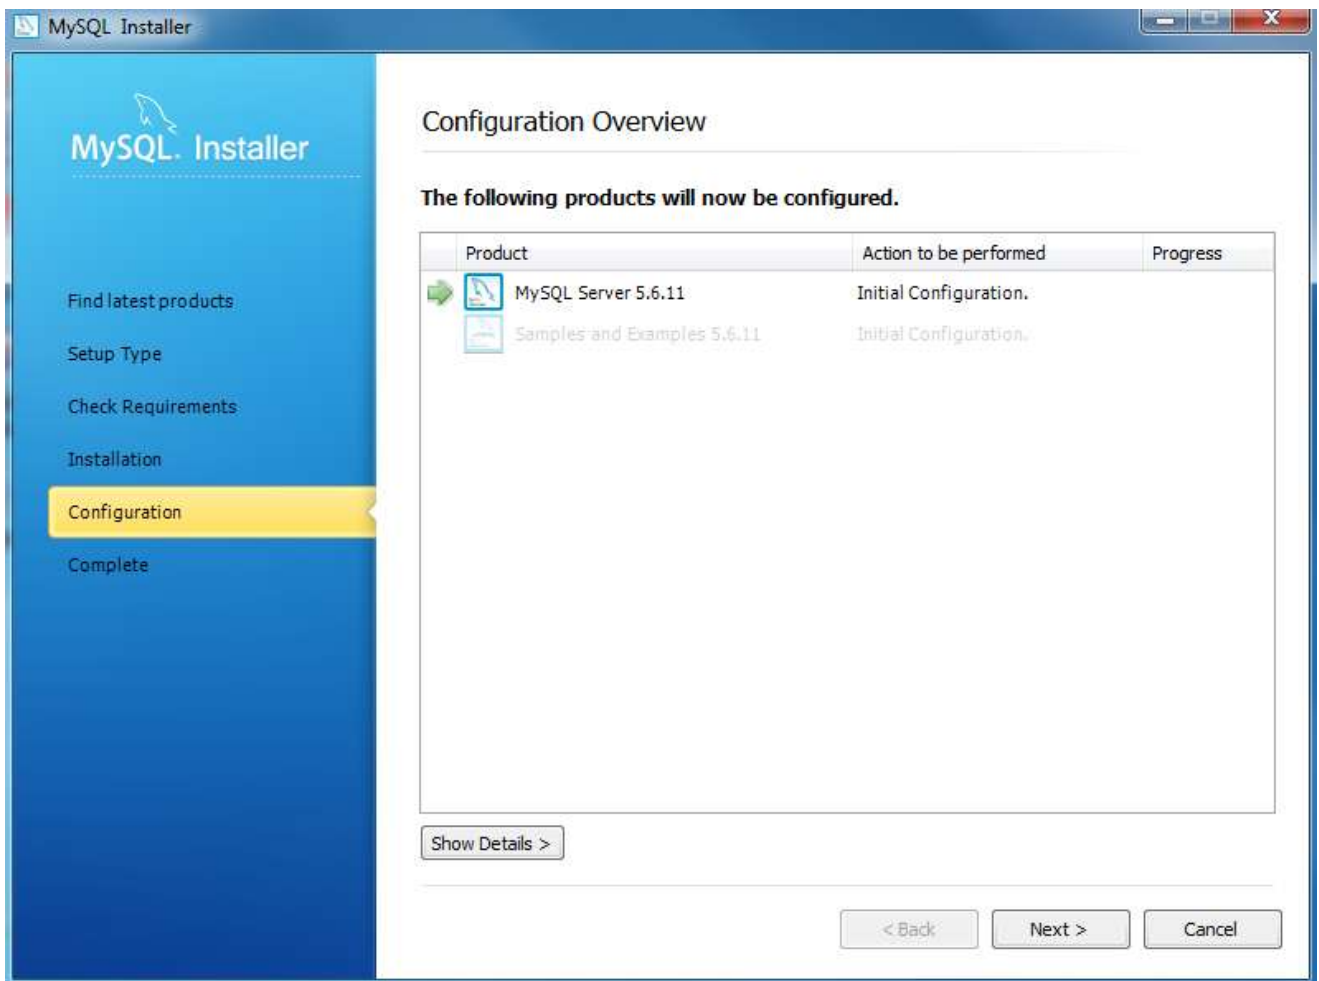 MySQL Installer
MySQL. Installer
Find latest products
Setup Type
Check Requirements
Installation
Configuration
Complete
Configuration Overview
The following products will now be configured.
Product Action to be performed Progress
MySQL Server 5.6.11 Initial Configuration.
Samples and Examples 5.6.11 Initial Configuration.
Show Details >
< Back Next > Cancel